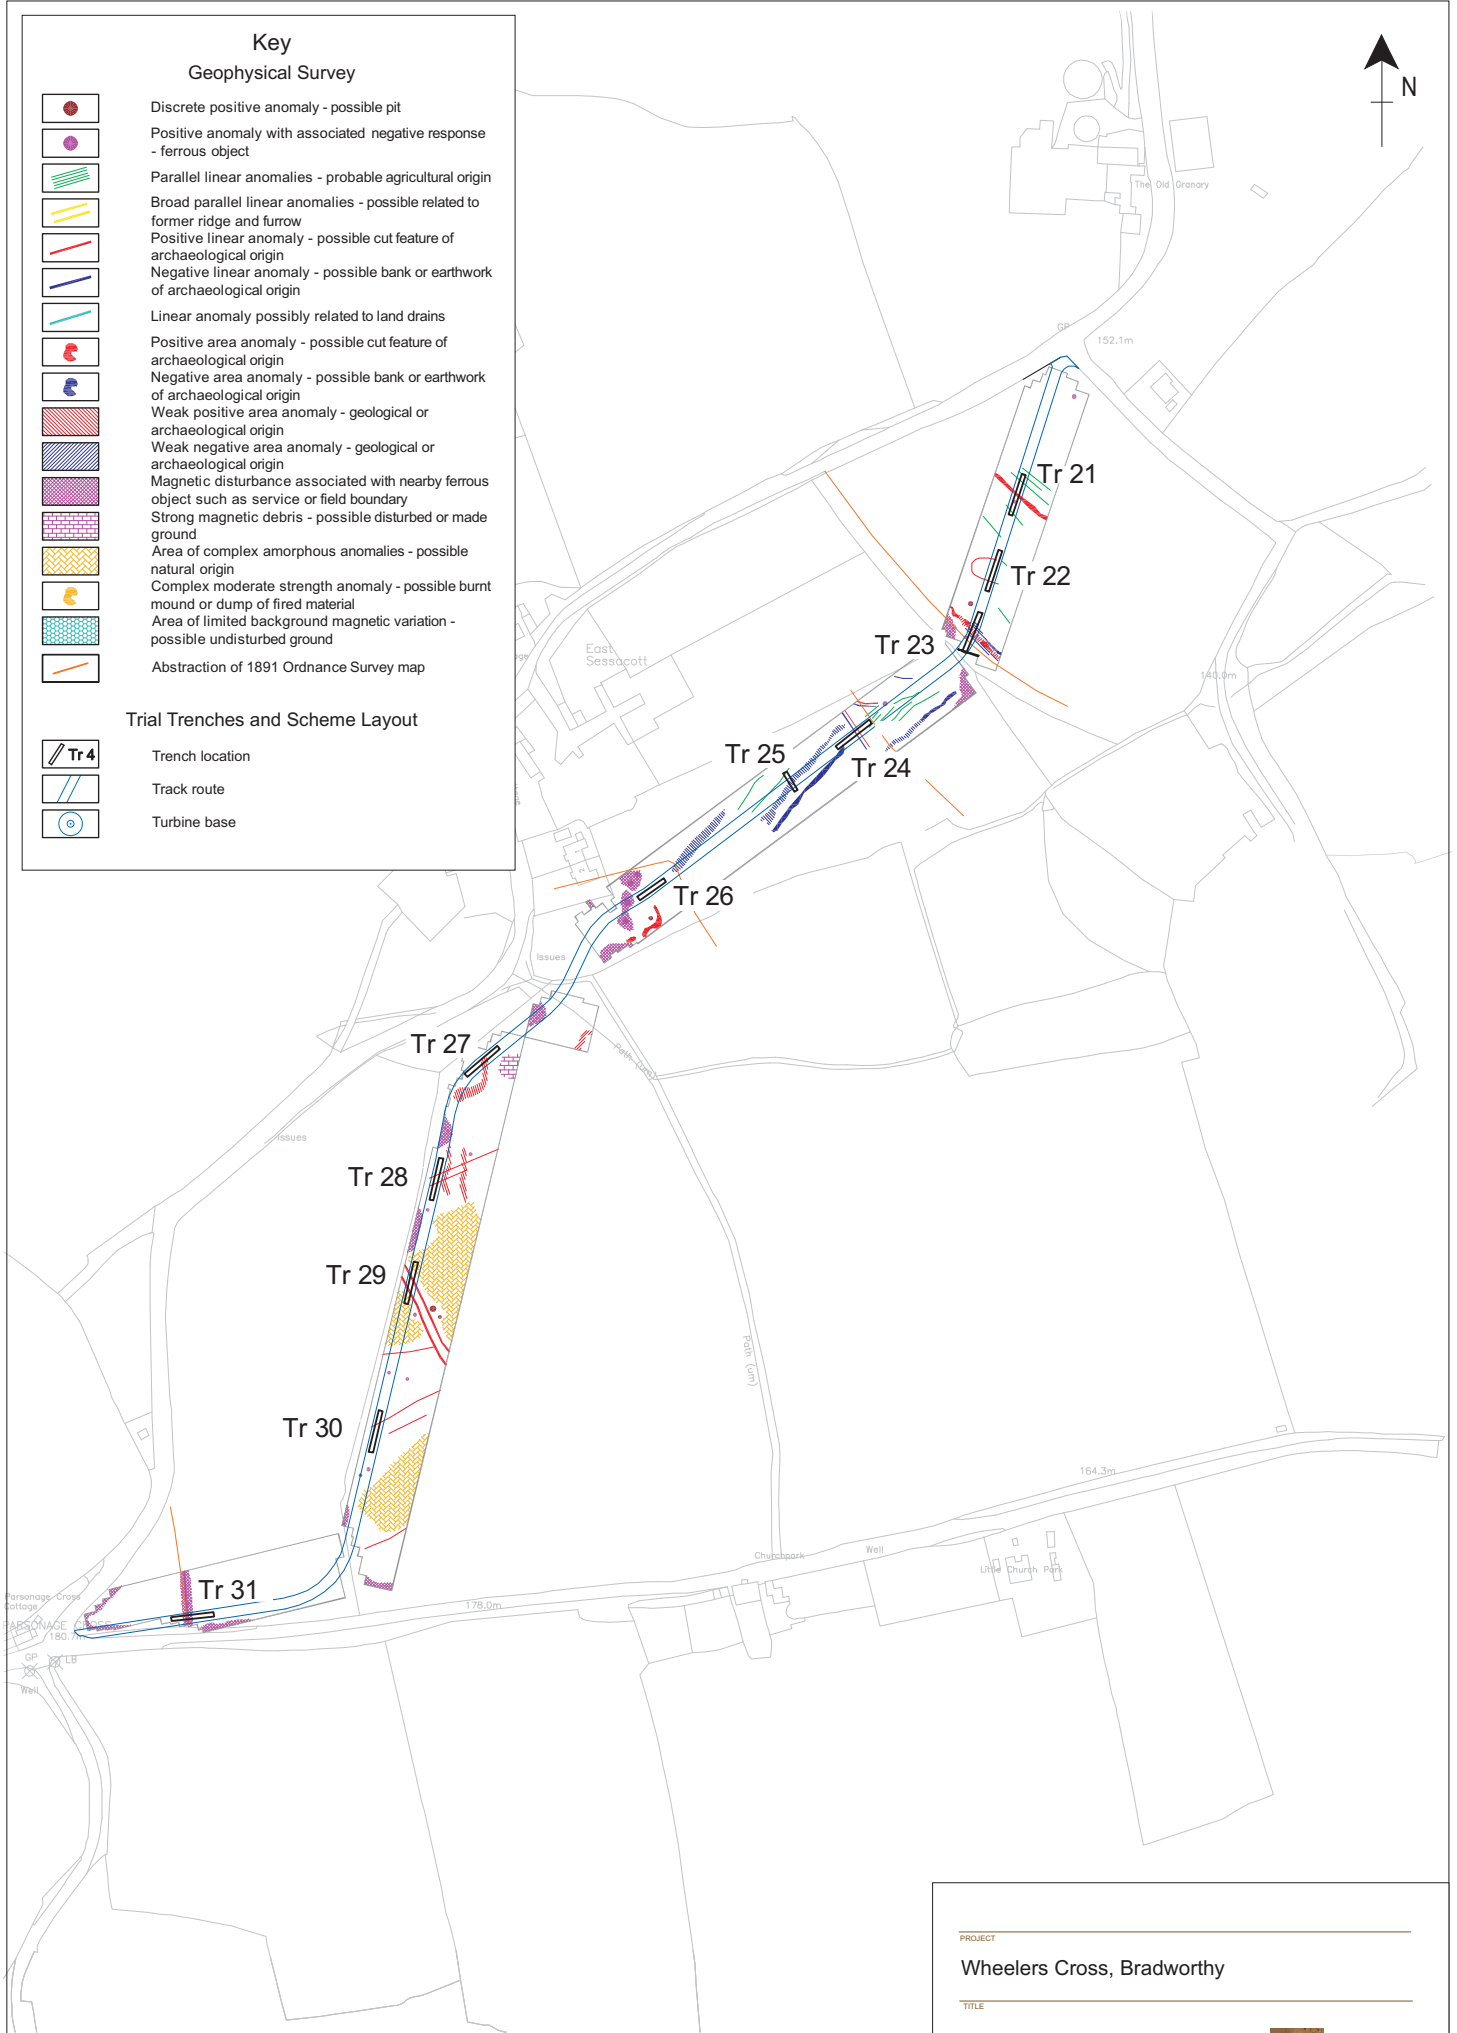 Key
Geophysical Survey
Discrete positive anomaly - possible pit
Positive anomaly with associated negative response
- ferrous object
Parallel linear anomalies - probable agricultural origin
Broad parallel linear anomalies - possible related to
former ridge and furrow
Positive linear anomaly - possible cut feature of
archaeological origin
Negative linear anomaly - possible bank or earthwork
of archaeological origin
Linear anomaly possibly related to land drains
Positive area anomaly - possible cut feature of
archaeological origin
Negative area anomaly - possible bank or earthwork
of archaeological origin
Weak positive area anomaly - geological or
archaeological origin
Weak negative area anomaly - geological or
archaeological origin
Magnetic disturbance associated with nearby ferrous
object such as service or field boundary
Strong magnetic debris - possible disturbed or made
ground
Area of complex amorphous anomalies - possible
natural origin
Complex moderate strength anomaly - possible burnt
mound or dump of fired material
Area of limited background magnetic variation -
possible undisturbed ground
Abstraction of 1891 Ordnance Survey map
Trial Trenches and Scheme Layout
Tr 4
Trench location
Track route
Turbine base
N
The Old Granary
GP
152.1m
Tr 21
Tr 22
Tr 23
East
Sessacott
140.0m
Tr 25
Tr 24
Tr 26
Issues
Tr 27
Path (um)
Issues
Tr 28
Tr 29
Path (um)
Tr 30
164.3m
Churchpark
Well
Little Church Park
Tr 31
Parsonage Cross
Cottage
PARSONAGE CROSS
180.7m
178.0m
GP
LB
Well
PROJECT
Wheelers Cross, Bradworthy
TITLE